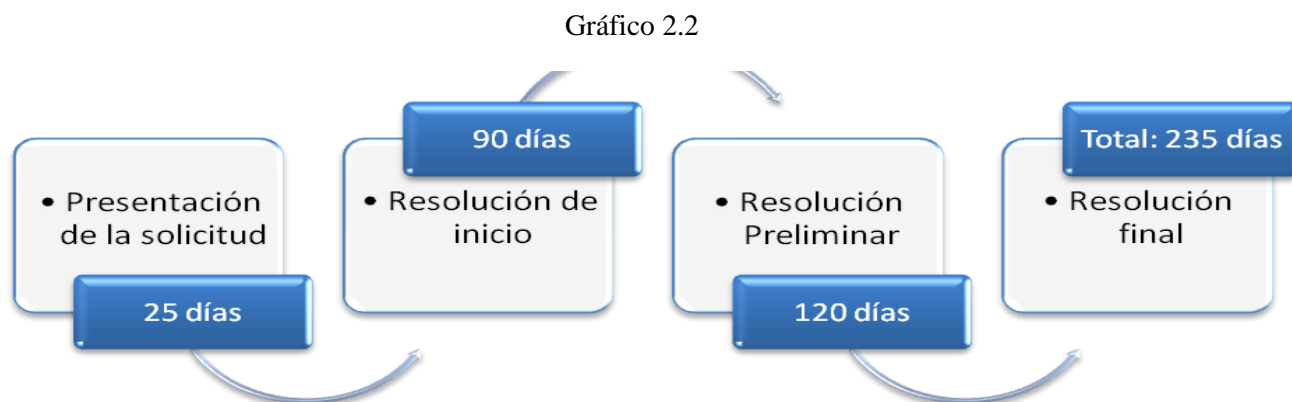 Gráfico 2.2
• Presentación
de la solicitud
25 días
90 días
• Resolución de
inicio
• Resolución
Preliminar
120 días
Total: 235 días
• Resolución
final